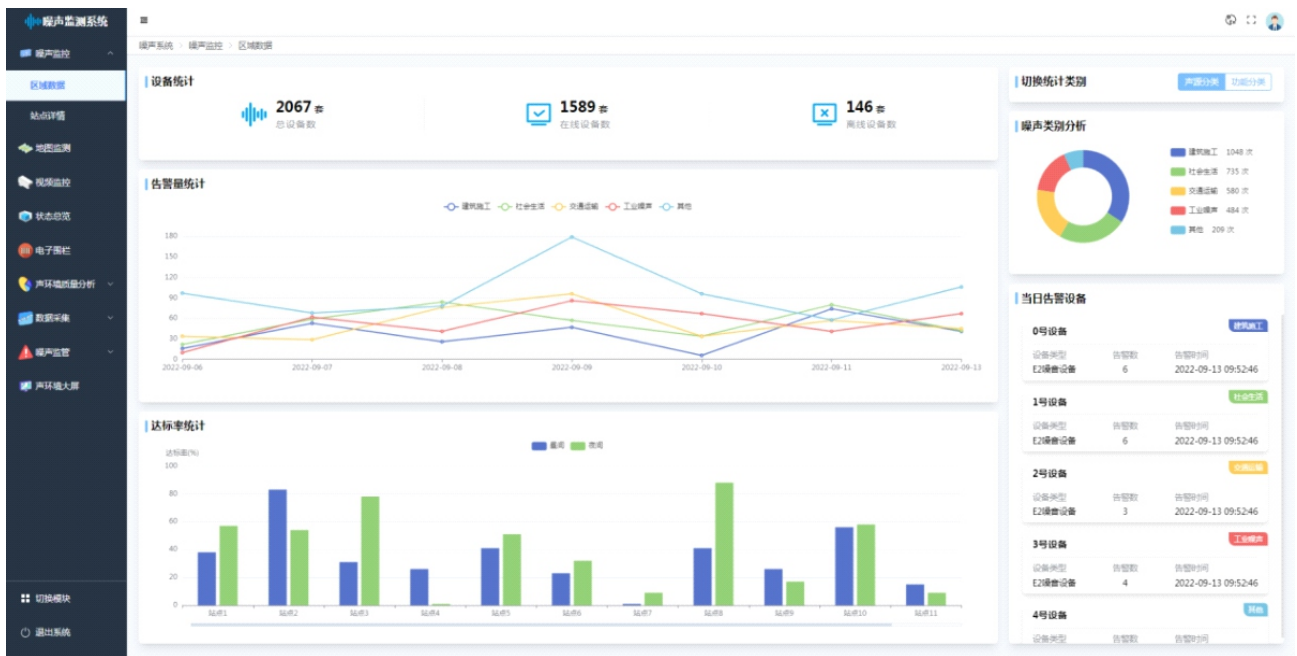 噪声监测系统
噪声监控
区域数据
站点详情
地图监测
视频监控
状态总览
电子围栏
声环境质量分析
数据采集
噪声监管
声环境大屏
切换模块
退出系统
噪声系统 > 噪声监控 > 区域数据
设备统计
2067 套
总设备数
1589 套
在线设备数
146 套
离线设备数
告警量统计
建筑施工 社会生活 交通运输 工业噪声 其他
180
150
120
90
60
30
0
2022-09-06 2022-09-07 2022-09-08 2022-09-09 2022-09-10 2022-09-11 2022-09-13
达标率统计
昼间 夜间
达标率(%)
100
80
60
40
20
0
站点1 站点2 站点3 站点4 站点5 站点6 站点7 站点8 站点9 站点10 站点11
切换统计类别
声源分类 功能分类
噪声类别分析
建筑施工 1048 次
社会生活 735 次
交通运输 580 次
工业噪声 484 次
其他 209 次
当日告警设备
0号设备 建筑施工
设备类型 告警数 告警时间
E2噪音设备 6 2022-09-13 09:52:46
1号设备 社会生活
设备类型 告警数 告警时间
E2噪音设备 6 2022-09-13 09:52:46
2号设备 交通运输
设备类型 告警数 告警时间
E2噪音设备 3 2022-09-13 09:52:46
3号设备 工业噪声
设备类型 告警数 告警时间
E2噪音设备 4 2022-09-13 09:52:46
4号设备 其他
设备类型 告警数 告警时间